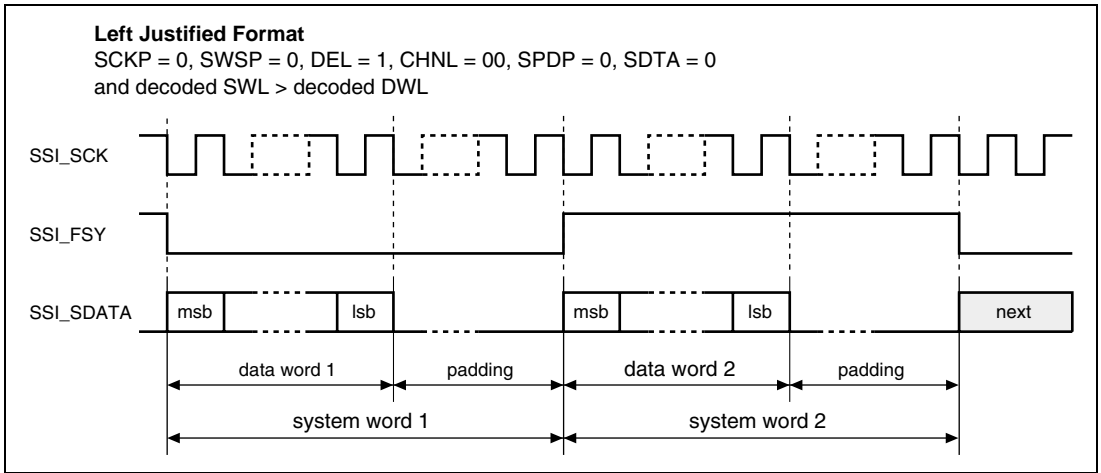 Left Justified Format
SCKP = 0, SWSP = 0, DEL = 1, CHNL = 00, SPDP = 0, SDTA = 0
and decoded SWL > decoded DWL
SSI_SCK
SSI_FSY
SSI_SDATA msb lsb msb lsb next
data word 1 padding data word 2 padding
system word 1 system word 2